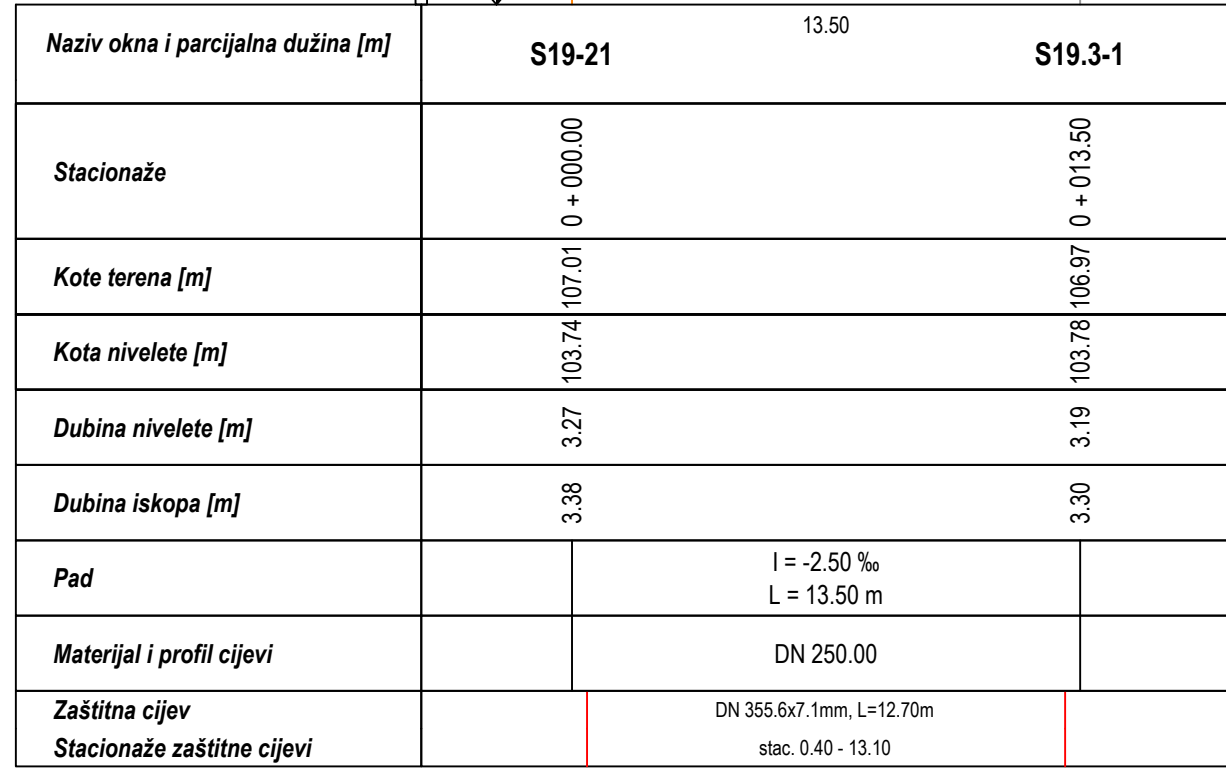 Naziv okna i parcijalna dužina [m]
13.50
S19-21
S19.3-1
Stacionaže
0 + 000.00
0 + 013.50
Kote terena [m]
107.01
106.97
Kota nivelete [m]
103.74
103.78
Dubina nivelete [m]
3.27
3.19
Dubina iskopa [m]
3.38
3.30
Pad
I = -2.50 ‰
L = 13.50 m
Materijal i profil cijevi
DN 250.00
Zaštitna cijev
DN 355.6x7.1mm, L=12.70m
Stacionaže zaštitne cijevi
stac. 0.40 - 13.10